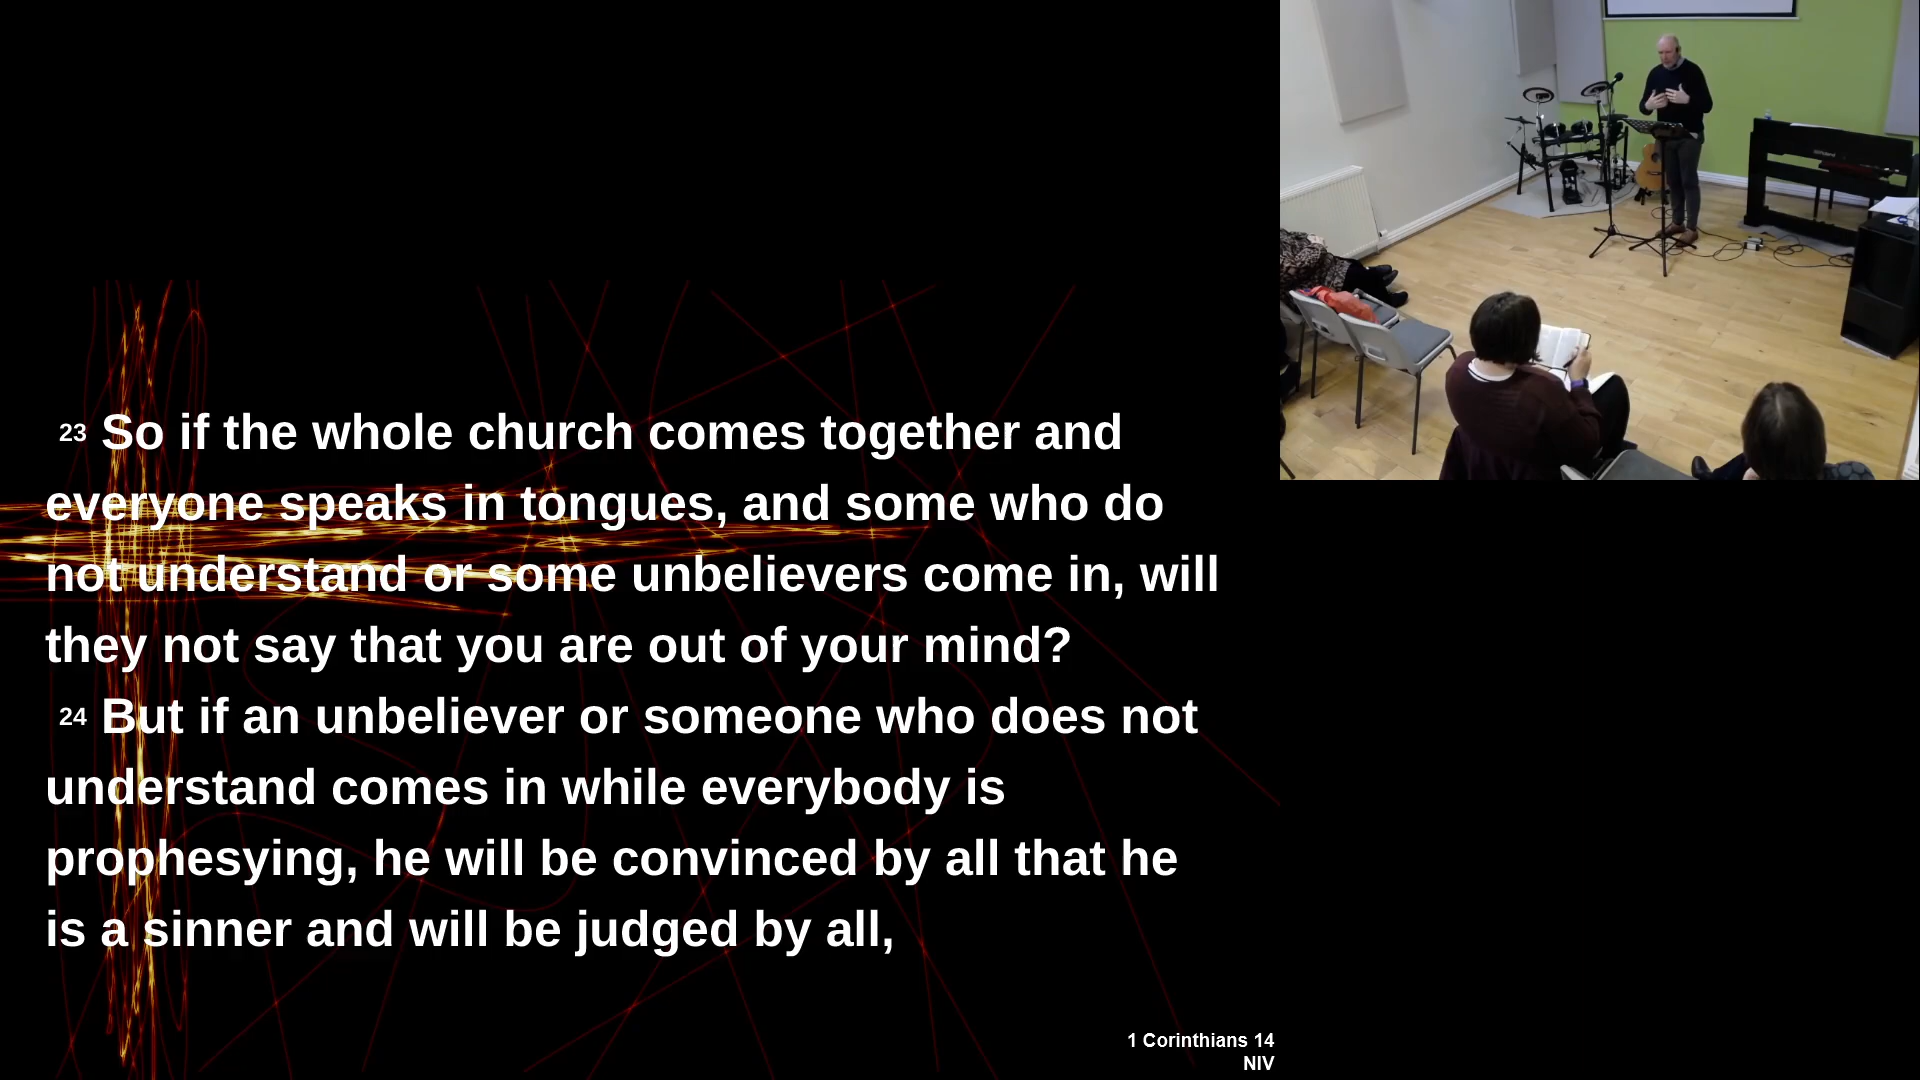 23 So if the whole church comes together and
everyone speaks in tongues, and some who do
not understand or some unbelievers come in, will
they not say that you are out of your mind?
24 But if an unbeliever or someone who does not
understand comes in while everybody is
prophesying, he will be convinced by all that he
is a sinner and will be judged by all,
1 Corinthians 14
NIV